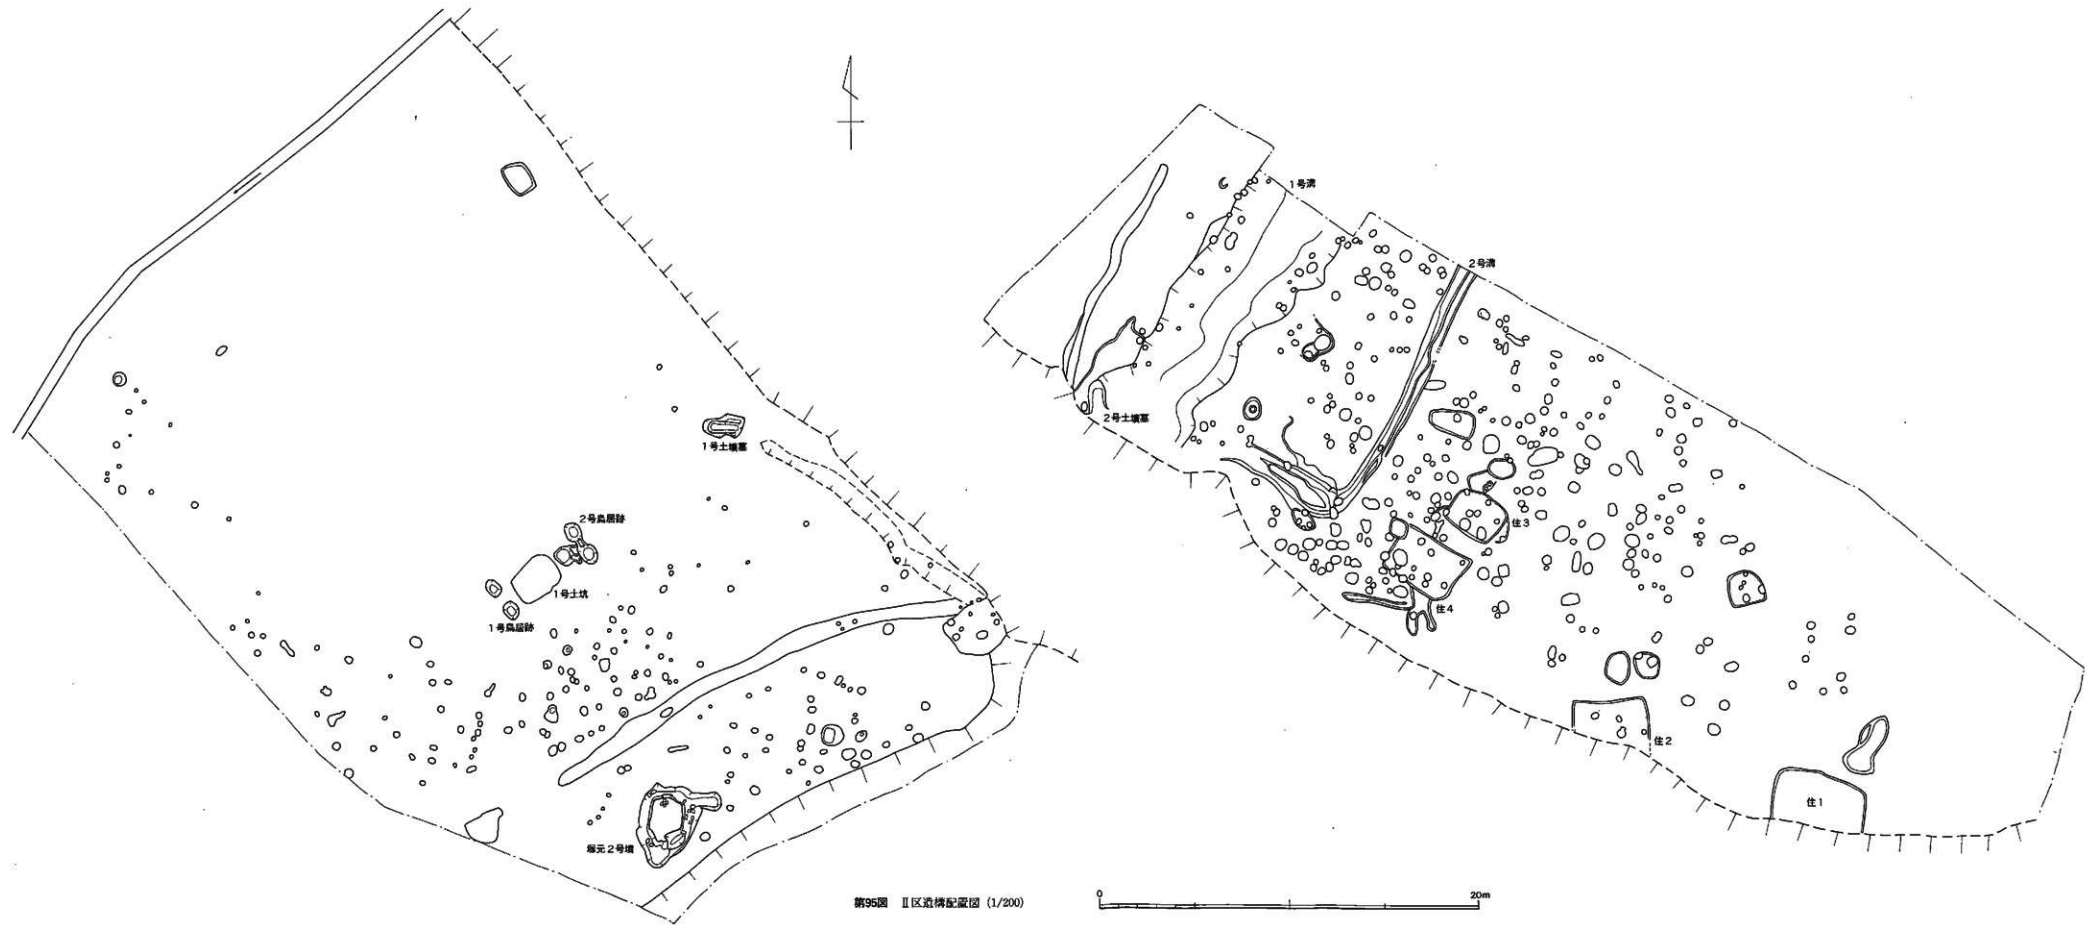 1号溝
2号溝
2号土壙墓
1号土壙墓
2号鳥居跡
1号土坑
1号鳥居跡
住3
住4
住2
住1
塚元2号墳
第95図 Ⅱ区遺構配置図 (1/200)
0
20m